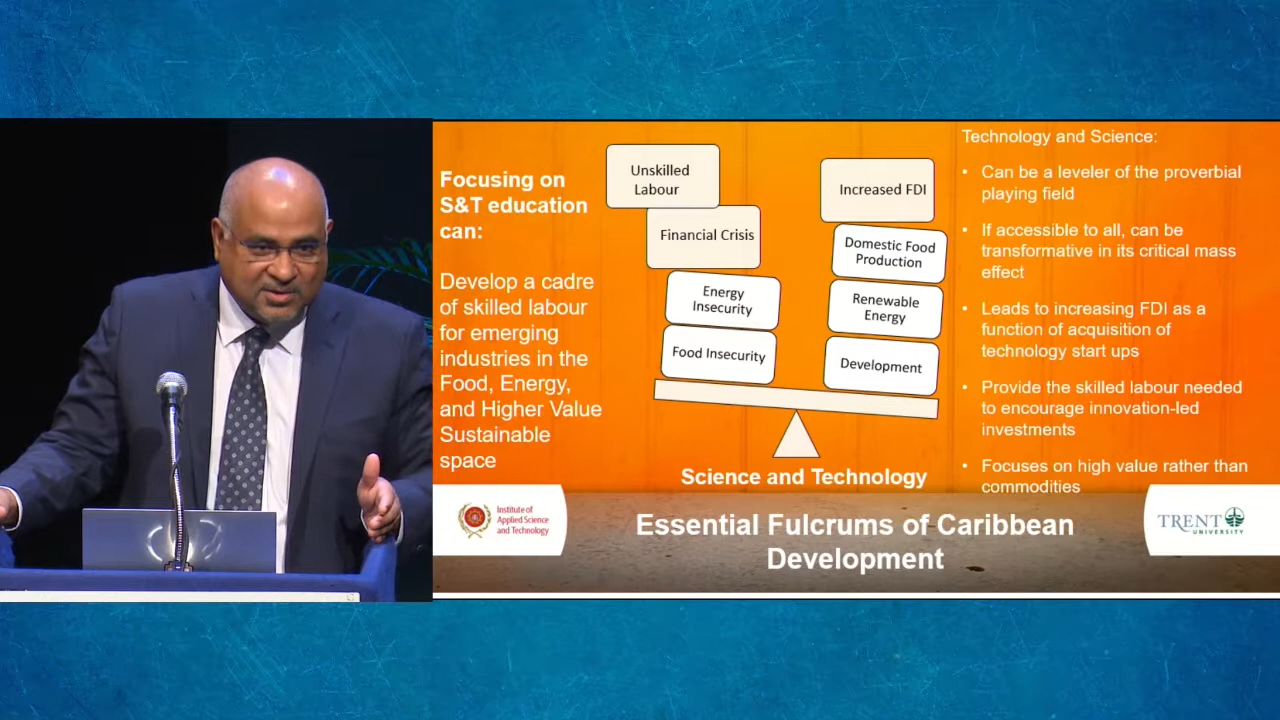 Focusing on
S&T education
can:
Develop a cadre
of skilled labour
for emerging
industries in the
Food, Energy,
and Higher Value
Sustainable
space
Unskilled
Labour
Financial Crisis
Energy
Insecurity
Food Insecurity
Increased FDI
Domestic Food
Production
Renewable
Energy
Development
Science and Technology
Technology and Science:
• Can be a leveler of the proverbial
playing field
• If accessible to all, can be
transformative in its critical mass
effect
• Leads to increasing FDI as a
function of acquisition of
technology start ups
• Provide the skilled labour needed
to encourage innovation-led
investments
• Focuses on high value rather than
commodities
Institute of
Applied Science
and Technology
Essential Fulcrums of Caribbean
Development
TRENT
UNIVERSITY